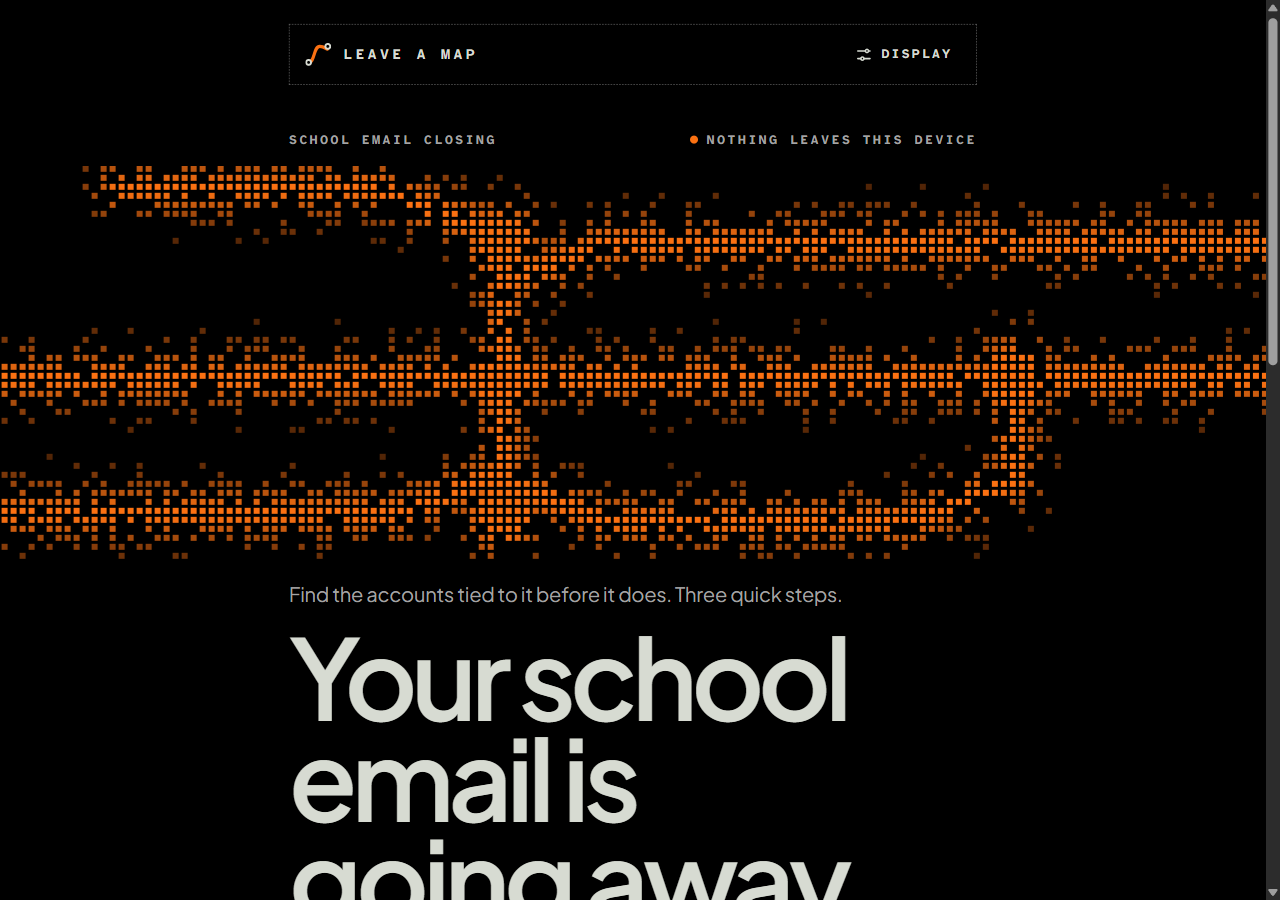 LEAVE A MAP
DISPLAY
SCHOOL EMAIL CLOSING
NOTHING LEAVES THIS DEVICE
Find the accounts tied to it before it does. Three quick steps.
Your school
email is
going away